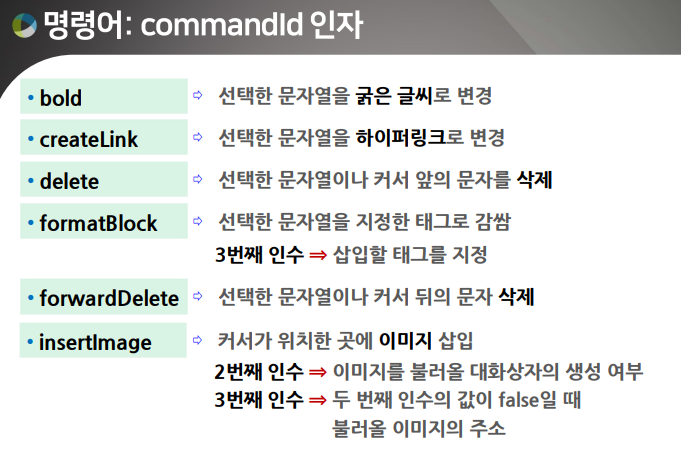 명령어: commandId 인자
• bold ⇨ 선택한 문자열을 굵은 글씨로 변경
• createLink ⇨ 선택한 문자열을 하이퍼링크로 변경
• delete ⇨ 선택한 문자열이나 커서 앞의 문자를 삭제
• formatBlock ⇨ 선택한 문자열을 지정한 태그로 감쌈
3번째 인수 ⇒ 삽입할 태그를 지정
• forwardDelete ⇨ 선택한 문자열이나 커서 뒤의 문자 삭제
• insertImage ⇨ 커서가 위치한 곳에 이미지 삽입
2번째 인수 ⇒ 이미지를 불러올 대화상자의 생성 여부
3번째 인수 ⇒ 두 번째 인수의 값이 false일 때
불러올 이미지의 주소